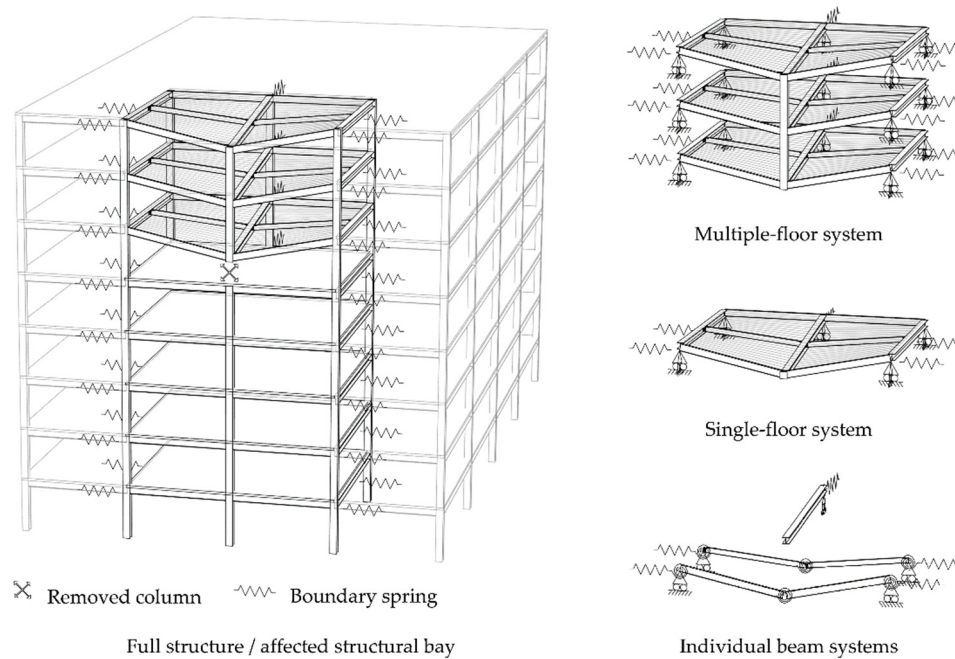 Multiple-floor system
Single-floor system
Removed column
Boundary spring
Full structure / affected structural bay
Individual beam systems